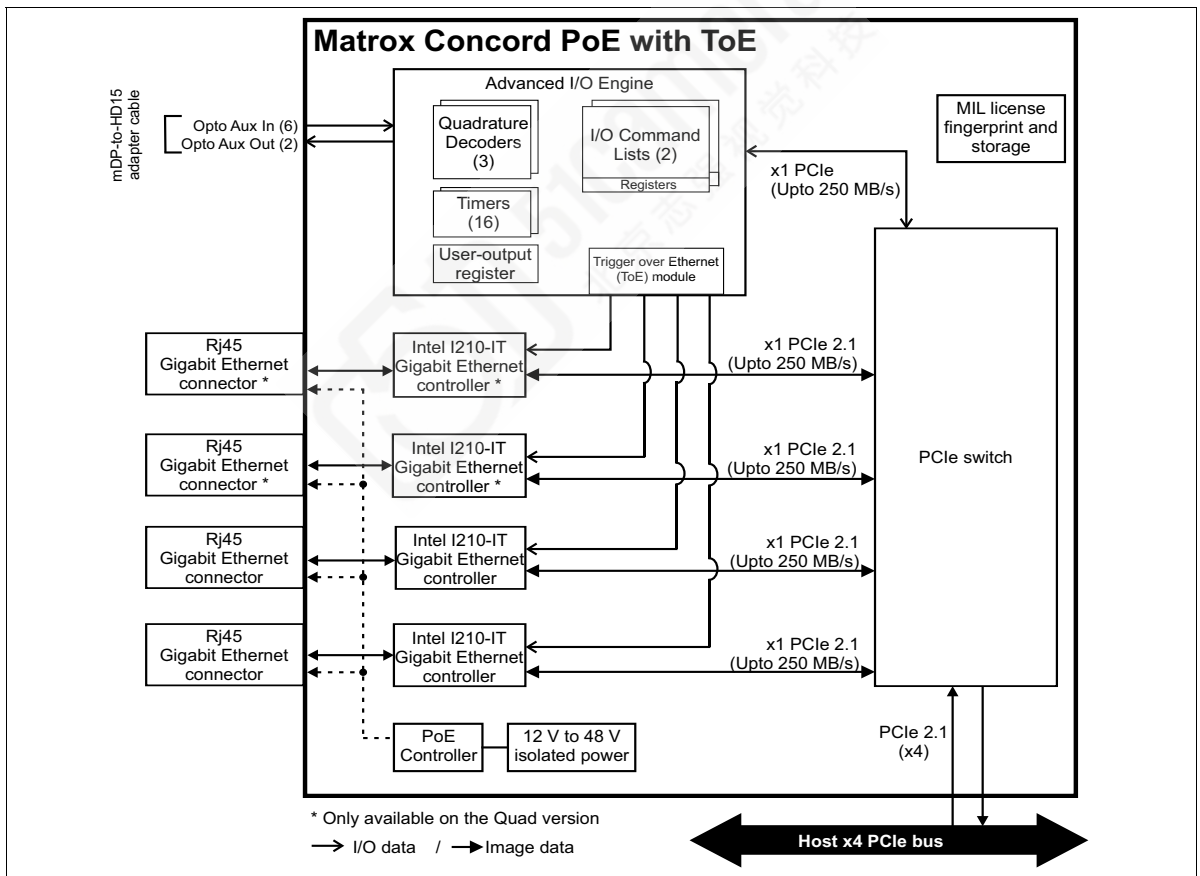 Matrox Concord PoE with ToE
Advanced I/O Engine
mDP-to-HD15
adapter cable
Opto Aux In (6)
Opto Aux Out (2)
Quadrature
Decoders
(3)
I/O Command
Lists (2)
Registers
Timers
(16)
User-output
register
Trigger over Ethernet
(ToE) module
MIL license
fingerprint and
storage
x1 PCIe
(Upto 250 MB/s)
Rj45
Gigabit Ethernet
connector *
Intel I210-IT
Gigabit Ethernet
controller *
x1 PCIe 2.1
(Upto 250 MB/s)
Rj45
Gigabit Ethernet
connector *
Intel I210-IT
Gigabit Ethernet
controller *
x1 PCIe 2.1
(Upto 250 MB/s)
PCIe switch
Rj45
Gigabit Ethernet
connector
Intel I210-IT
Gigabit Ethernet
controller
x1 PCIe 2.1
(Upto 250 MB/s)
Rj45
Gigabit Ethernet
connector
Intel I210-IT
Gigabit Ethernet
controller
x1 PCIe 2.1
(Upto 250 MB/s)
PoE
Controller
12 V to 48 V
isolated power
PCIe 2.1
(x4)
* Only available on the Quad version
I/O data / Image data
Host x4 PCIe bus